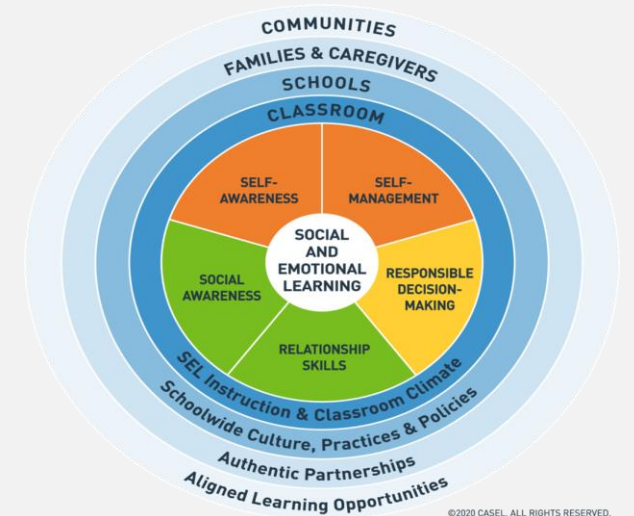 COMMUNITIES
FAMILIES & CAREGIVERS
SCHOOLS
CLASSROOM
SELF-
AWARENESS
SELF-
MANAGEMENT
SOCIAL
AND
EMOTIONAL
LEARNING
SOCIAL
AWARENESS
RESPONSIBLE
DECISION-
MAKING
RELATIONSHIP
SKILLS
SEL Instruction & Classroom Climate
Schoolwide Culture, Practices & Policies
Authentic Partnerships
Aligned Learning Opportunities
©2020 CASEL. ALL RIGHTS RESERVED.